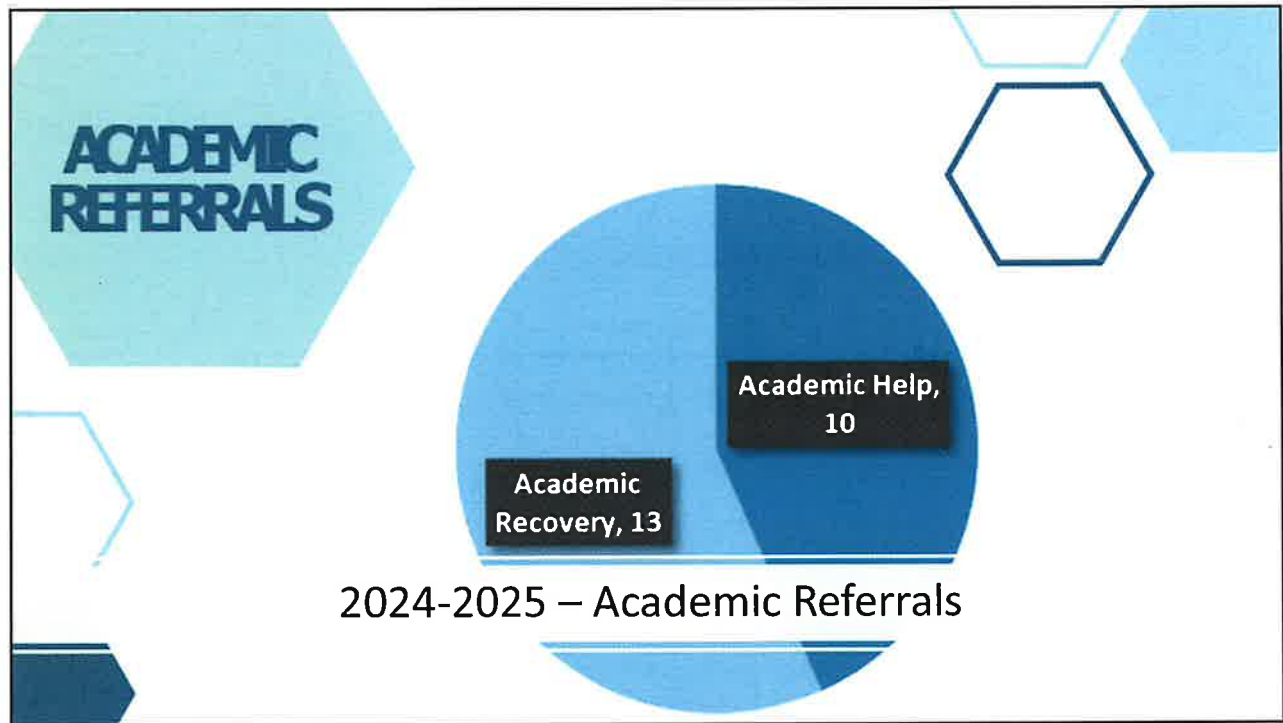 ACADEMIC
REFERRALS
Academic Help,
10
Academic
Recovery, 13
2024-2025 – Academic Referrals